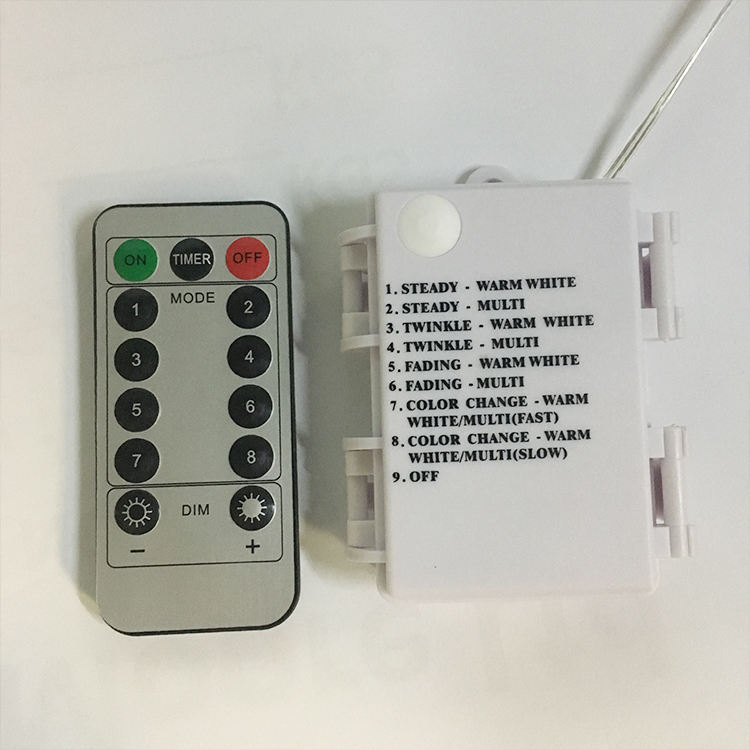 ON TIMER OFF
MODE
1 2
3 4
5 6
7 8
DIM
− +
1. STEADY - WARM WHITE
2. STEADY - MULTI
3. TWINKLE - WARM WHITE
4. TWINKLE - MULTI
5. FADING - WARM WHITE
6. FADING - MULTI
7. COLOR CHANGE - WARM
WHITE/MULTI(FAST)
8. COLOR CHANGE - WARM
WHITE/MULTI(SLOW)
9. OFF